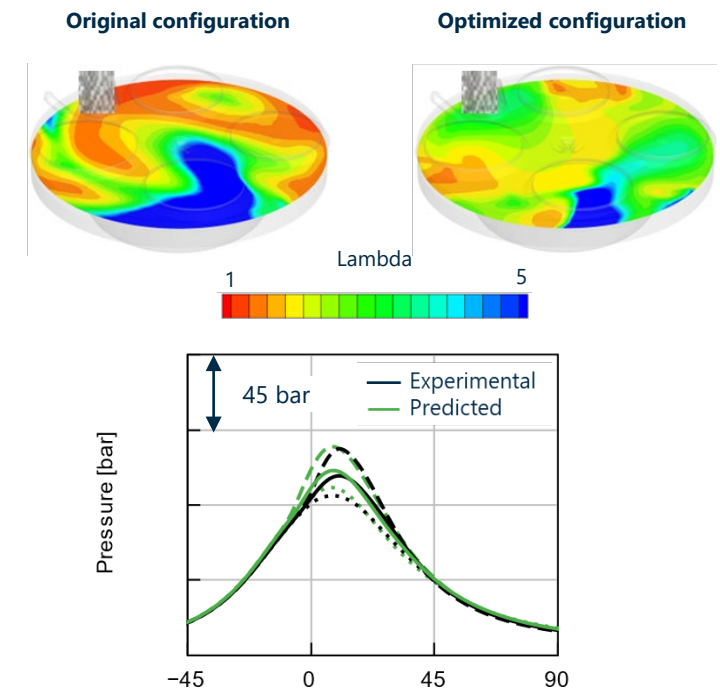 Original configuration
Optimized configuration
Lambda
1
5
45 bar
Experimental
Predicted
Pressure [bar]
−45
0
45
90